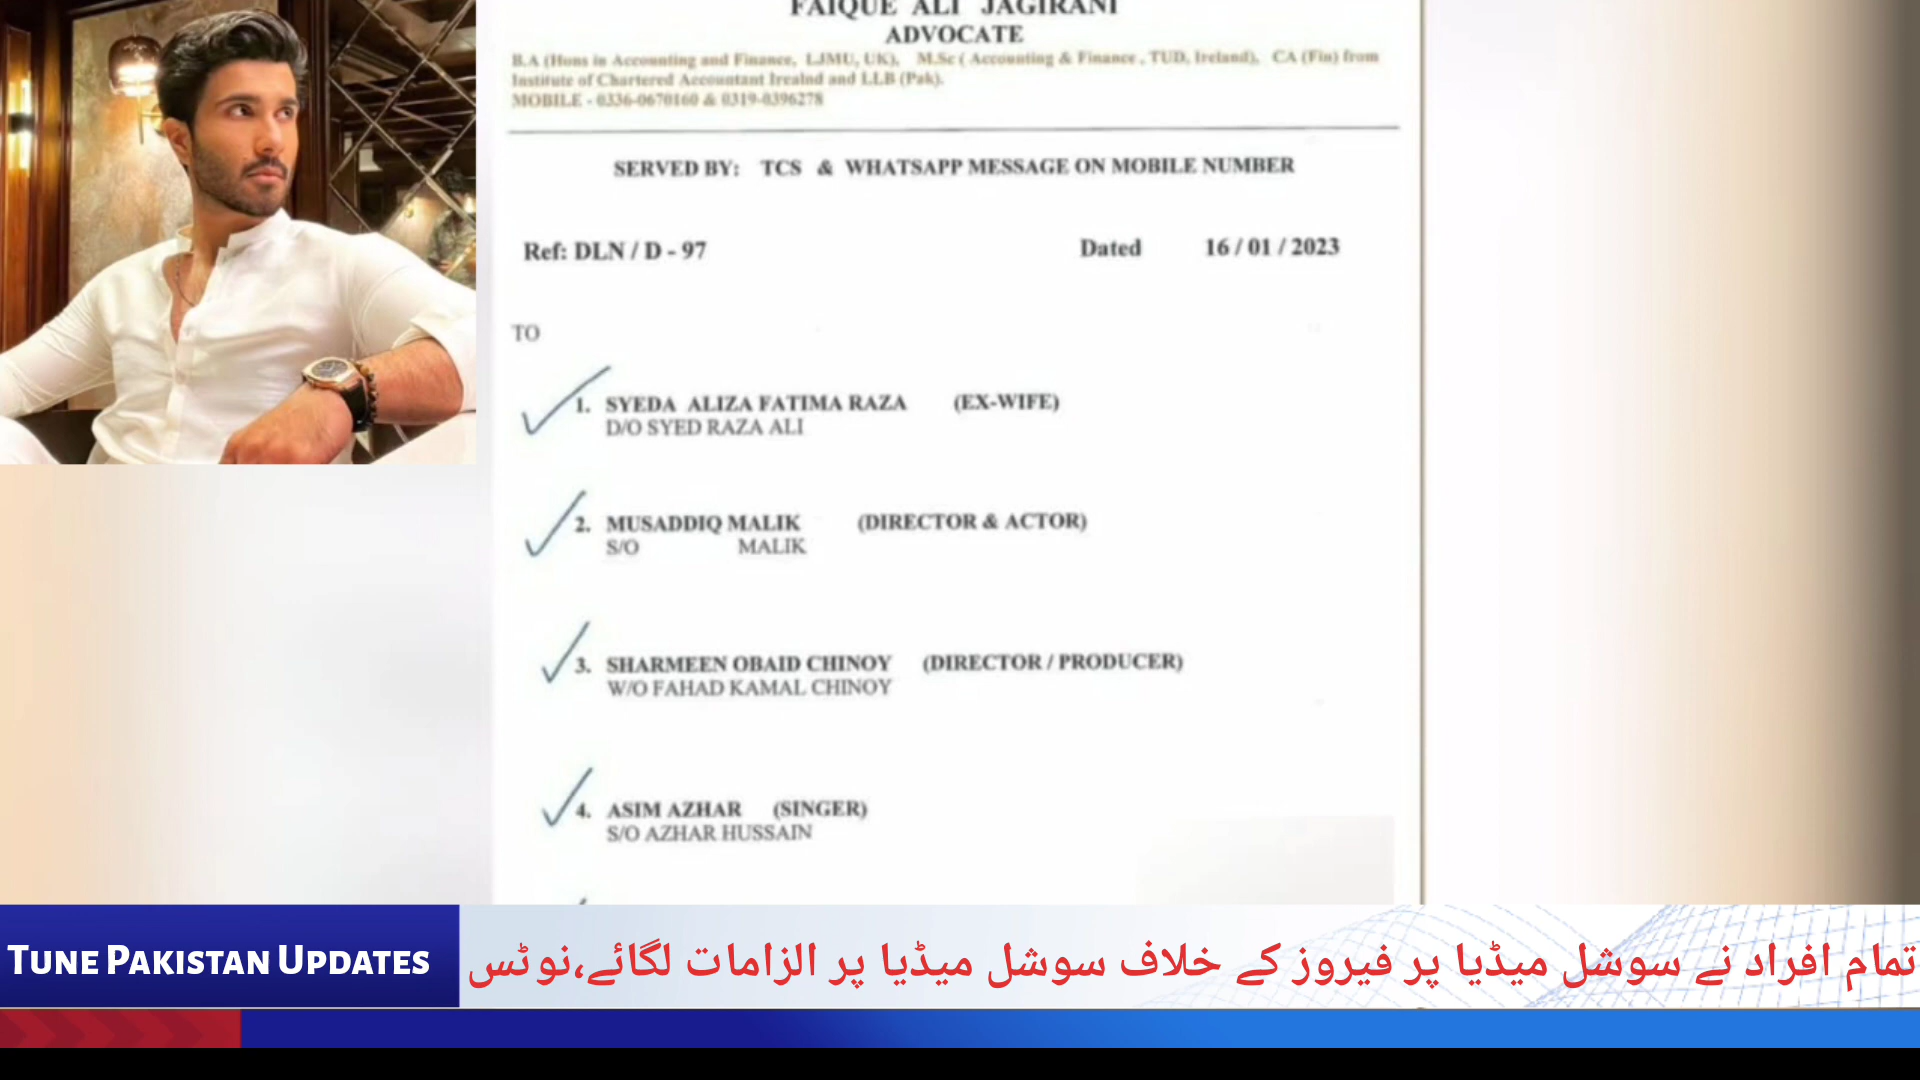 FAIQUE ALI JAGIRANI
ADVOCATE
B.A (Hons in Accounting and Finance, LJMU, UK), M.Sc ( Accounting & Finance , TUD, Ireland), CA (Fin) from
Institute of Chartered Accountant Irealnd and LLB (Pak).
MOBILE - 0336-0670160 & 0319-0396278
SERVED BY: TCS & WHATSAPP MESSAGE ON MOBILE NUMBER
Ref: DLN / D - 97 Dated 16 / 01 / 2023
TO
1. SYEDA ALIZA FATIMA RAZA (EX-WIFE)
D/O SYED RAZA ALI
2. MUSADDIQ MALIK (DIRECTOR & ACTOR)
S/O MALIK
3. SHARMEEN OBAID CHINOY (DIRECTOR / PRODUCER)
W/O FAHAD KAMAL CHINOY
4. ASIM AZHAR (SINGER)
S/O AZHAR HUSSAIN
TUNE PAKISTAN UPDATES
تمام افراد نے سوشل میڈیا پر فیروز کے خلاف سوشل میڈیا پر الزامات لگائے،نوٹس